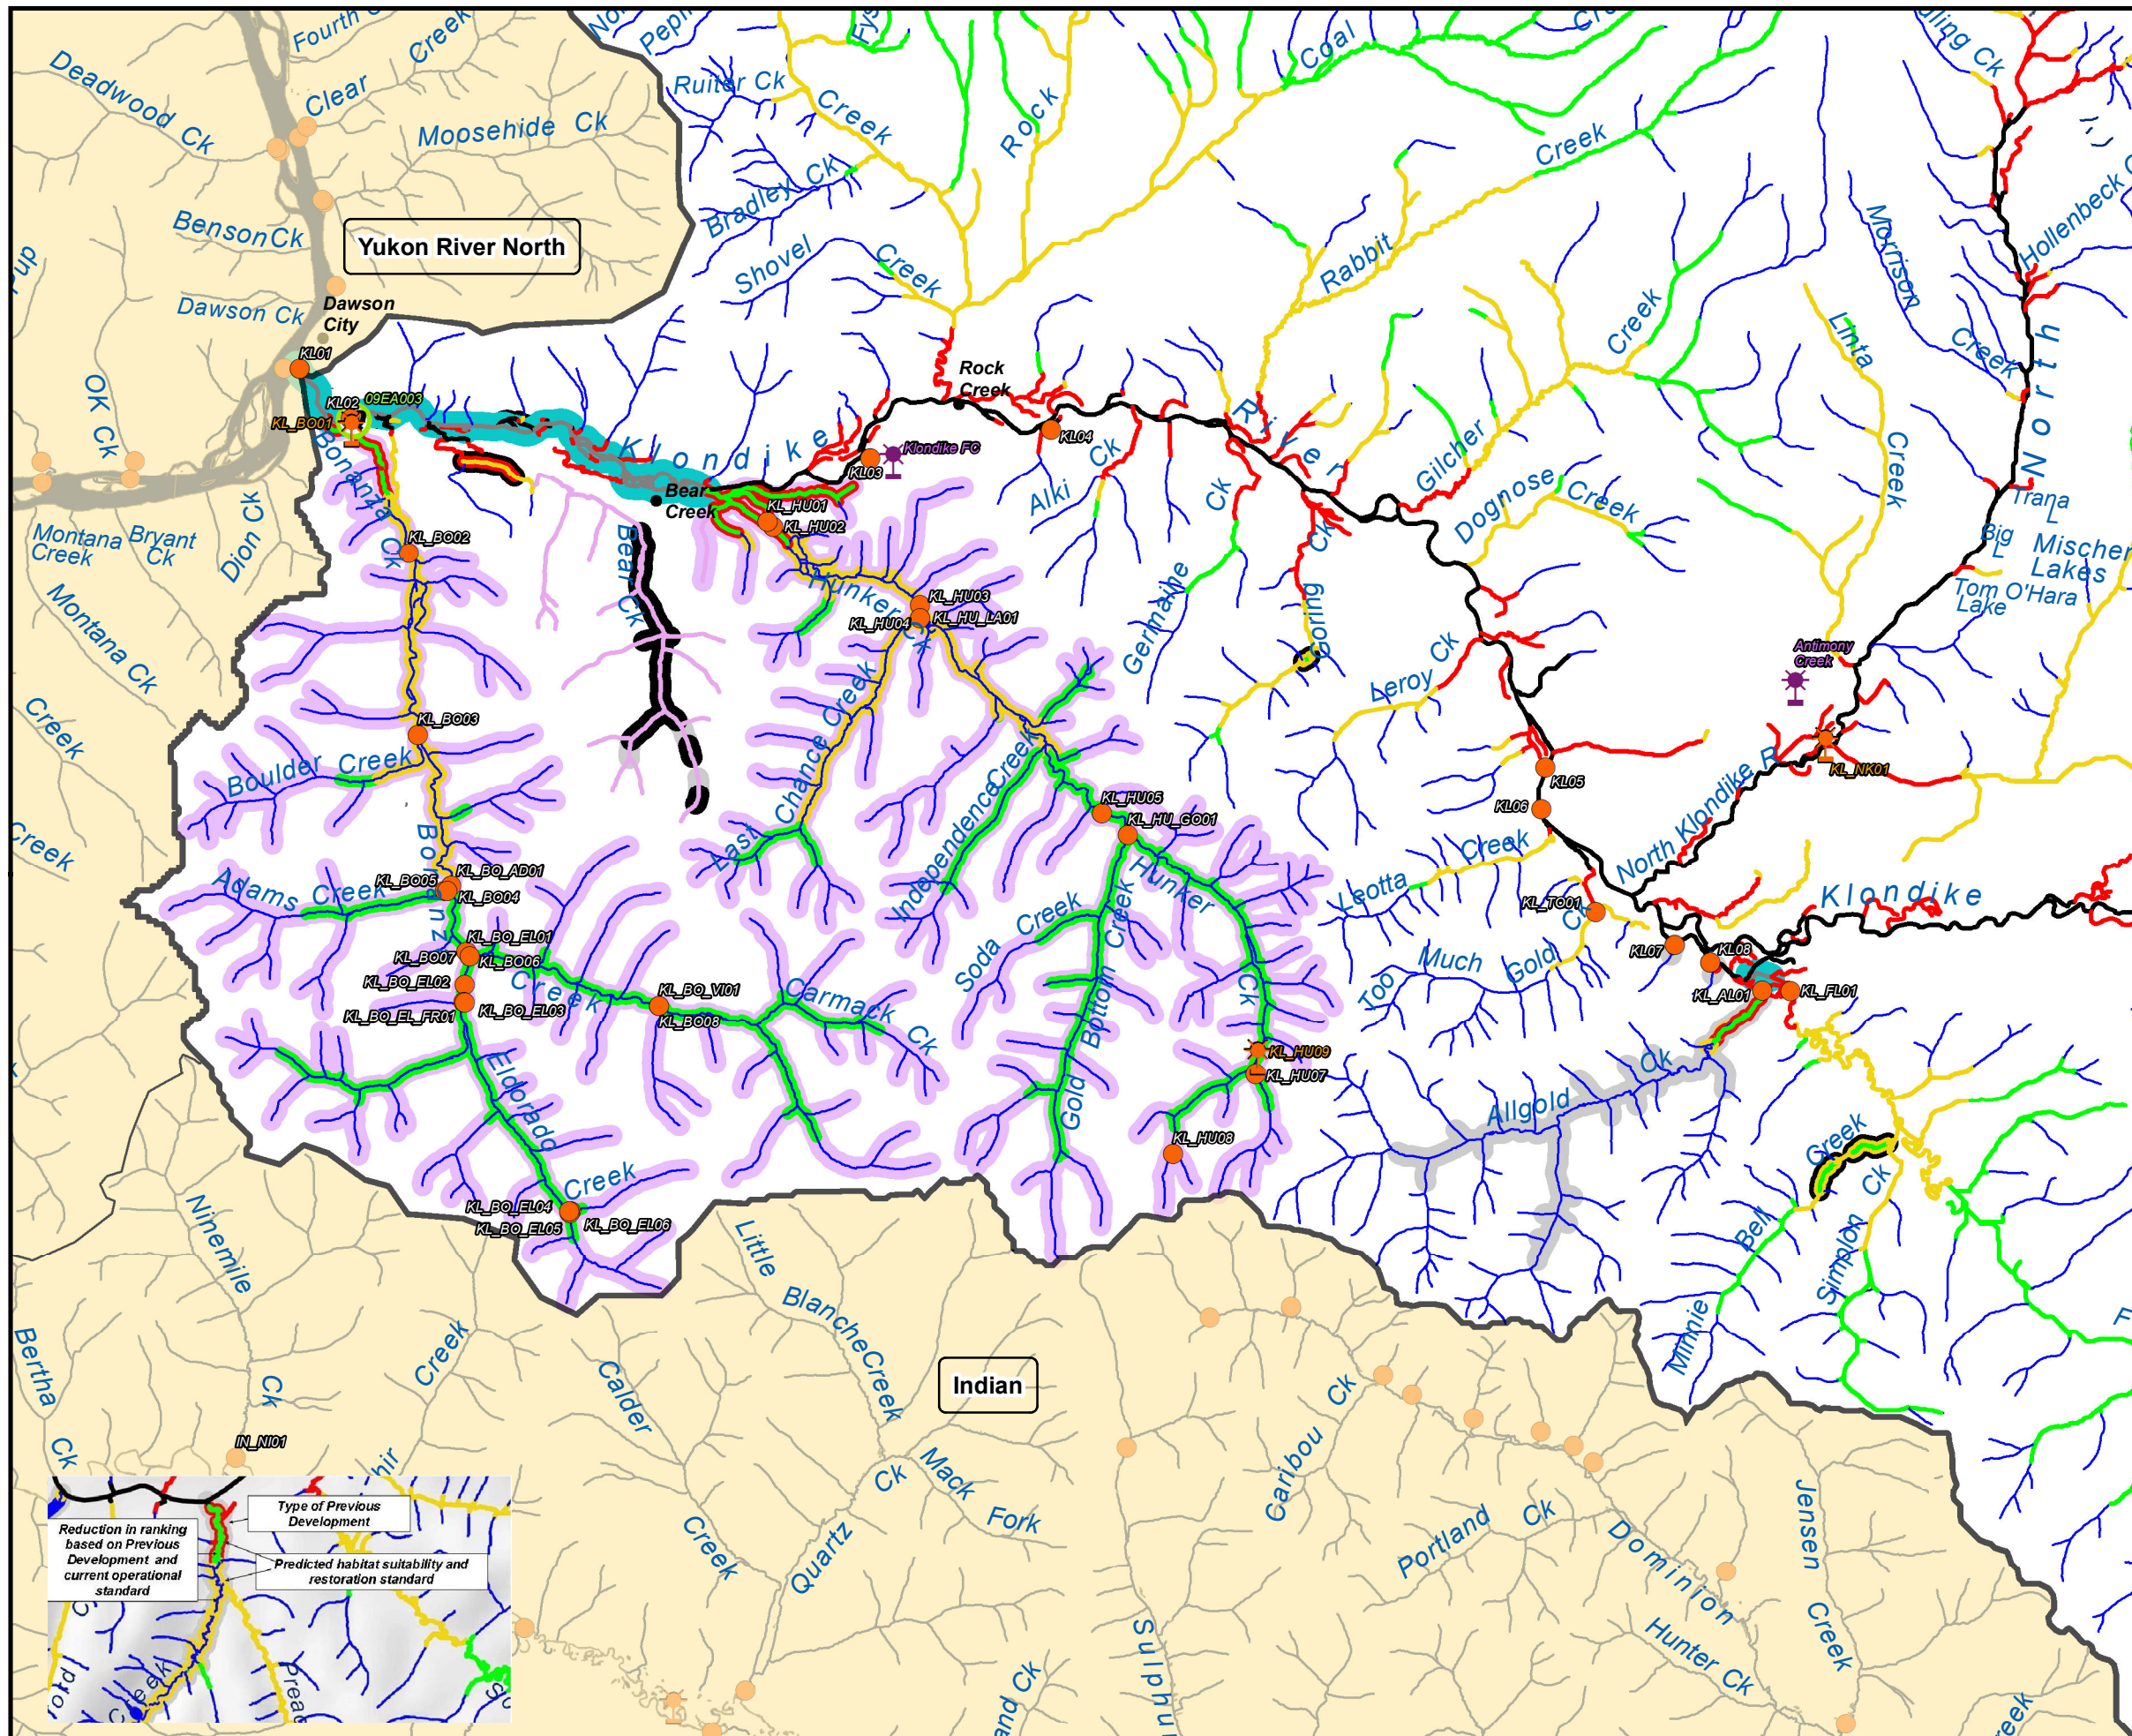 Fourth
Clear
Creek
Deadwood Ck
Moosehide Ck
Benson Ck
Yukon River North
Dawson Ck
Dawson
City
KL01
OK Ck
KL02
09EA003
KL_BO01
Bonanza Ck
Montana
Creek
Bryant
Ck
Dion Ck
Montana Ck
Creek
Creek
Ruiter Ck
Creek
Rock
Coal
Bradley Ck
Shovel
Creek
Rabbit
Creek
Morrison
Creek
Hollenbeck
North
Linta
Creek
Creek
Rock
Creek
Klondike
River
KL03
Klondike FC
KL04
Alki
Ck
Bear
Creek
Bear Ck
KL_HU01
KL_HU02
Hunker
Ck
KL_HU03
KL_HU04
KL_HU_LA01
Germaine
Ck
Goring
Ck
Gilcher
Dognose
Creek
Leroy Ck
Trana
L
Big
L
Mischer
Lakes
Tom O'Hara
Lake
Antimony
Creek
KL_NK01
North Klondike R
KL05
KL06
Creek
Leotta
KL_TO01
Too
Much
Gold
Ck
KL07
KL08
Klondike
KL_AL01
KL_FL01
Allgold
Ck
KL_BO02
KL_BO03
Boulder Creek
Bonanz
KL_BO_AD01
KL_BO05
KL_BO04
Adams Creek
KL_BO_EL01
KL_BO07
KL_BO06
KL_BO_EL02
Creek
KL_BO_EL03
KL_BO_EL_FR01
KL_BO_VI01
KL_BO08
Carmack
Ck
Eldorado
Creek
KL_BO_EL04
KL_BO_EL05
KL_BO_EL06
Last
Chance
Creek
Independence
Creek
KL_HU05
KL_HU_GO01
Hunker
Ck
Soda
Creek
Gold
Bottom
Creek
KL_HU09
KL_HU07
KL_HU08
Minnie
Bell
Creek
Simplon
Ck
Ninemile
Ck
Bertha
Ck
Creek
IN_NI01
Calder
Creek
Little
Blanche
Creek
Indian
Quartz
Ck
Mack
Fork
Caribou
Ck
Portland
Ck
Dominion
Hunter Ck
Jensen
Creek
Type of Previous
Development
Reduction in ranking
based on Previous
Development and
current operational
standard
Predicted habitat suitability and
restoration standard